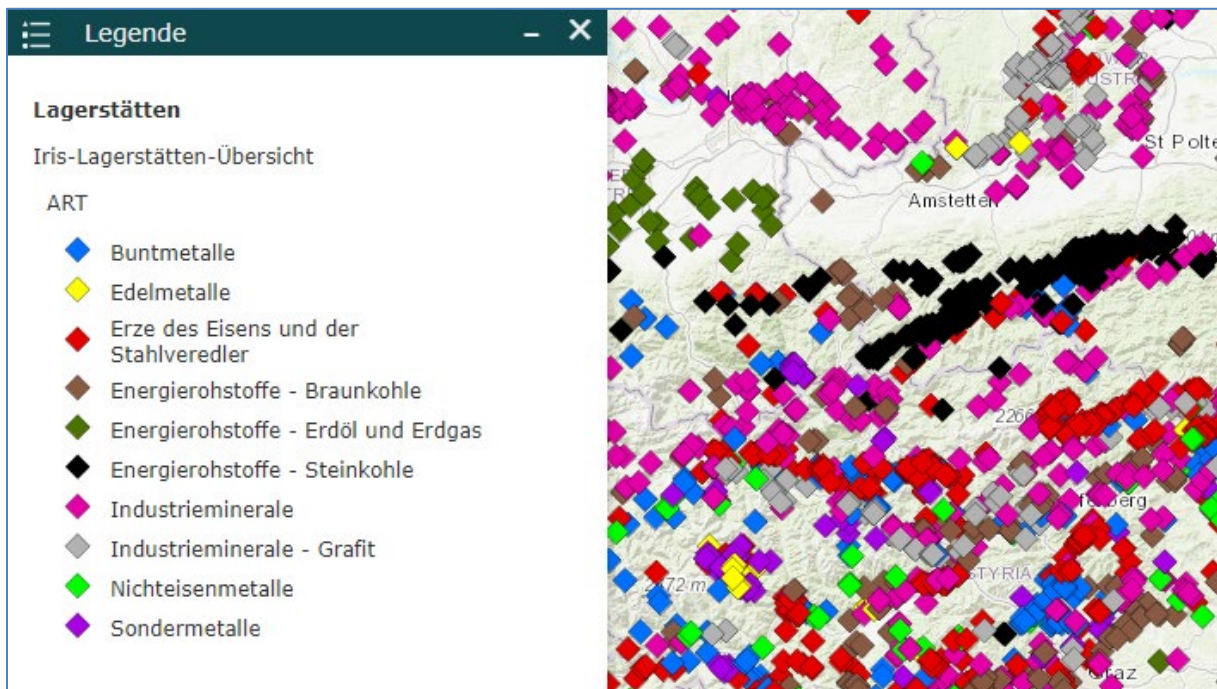 Legende
Lagerstätten
Iris-Lagerstätten-Übersicht
ART
Buntmetalle
Edelmetalle
Erze des Eisens und der
Stahlveredler
Energierohstoffe - Braunkohle
Energierohstoffe - Erdöl und Erdgas
Energierohstoffe - Steinkohle
Industrieminerale
Industrieminerale - Grafit
Nichteisenmetalle
Sondermetalle
St Polte
Amstetten
STYRIA
Graz